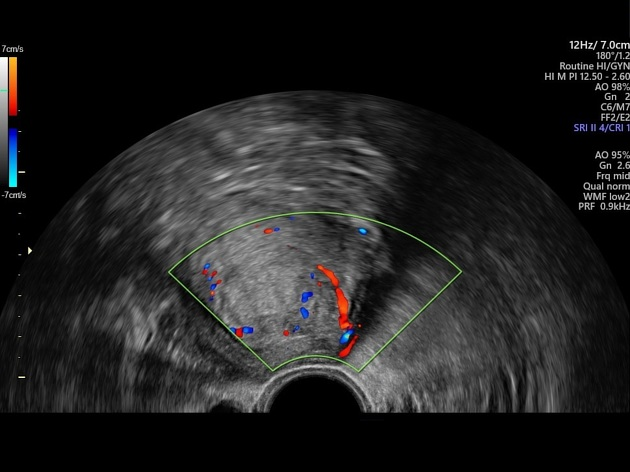 7cm/s
-7cm/s
12Hz/ 7.0cm
180°/1.2
Routine HI/GYN
HI M PI 12.50 - 2.60
AO 98%
Gn 2
C6/M7
FF2/E2
SRI II 4/CRI 1
AO 95%
Gn 2.6
Frq mid
Qual norm
WMF low2
PRF 0.9kHz